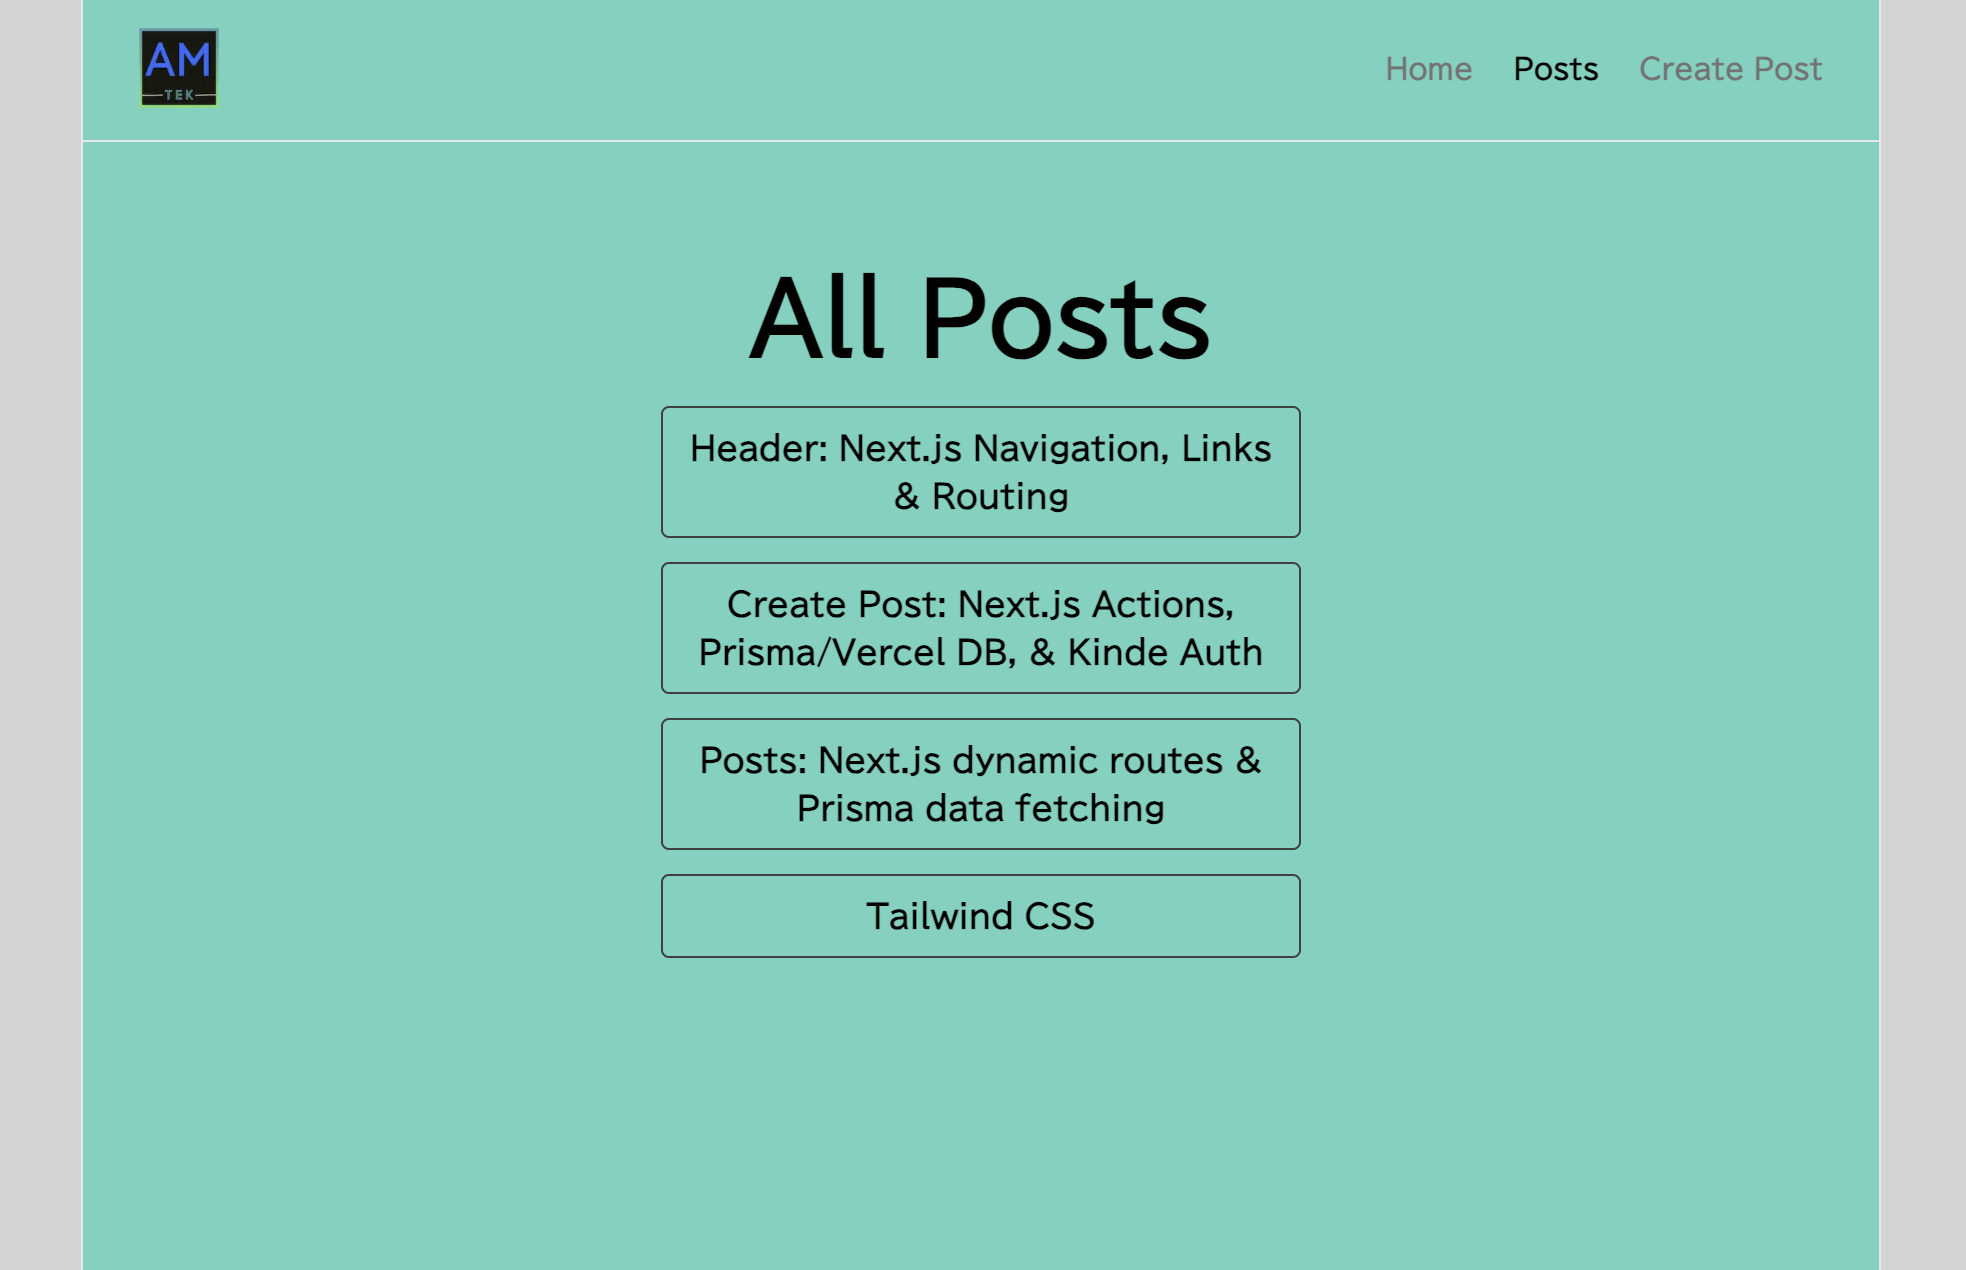 AM
TEK
Home Posts Create Post
All Posts
Header: Next.js Navigation, Links
& Routing
Create Post: Next.js Actions,
Prisma/Vercel DB, & Kinde Auth
Posts: Next.js dynamic routes &
Prisma data fetching
Tailwind CSS